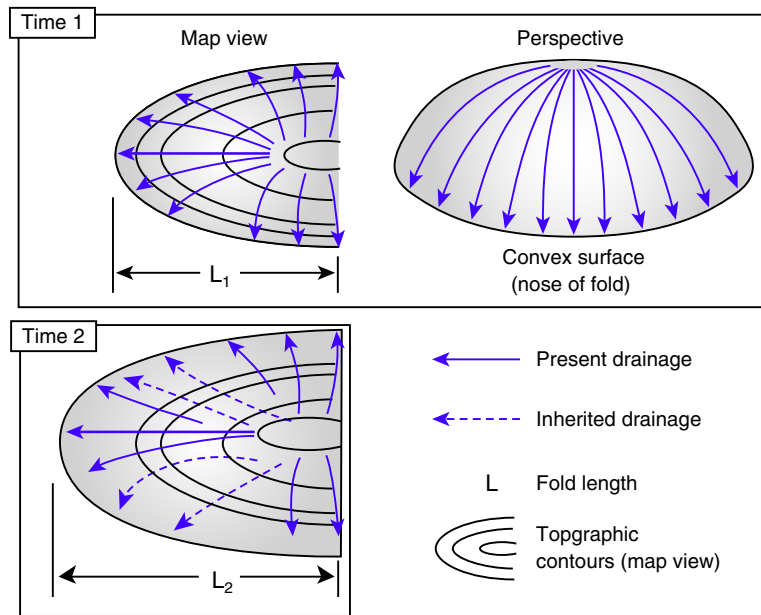 Time 1
Map view
Perspective
L1
Convex surface
(nose of fold)
Time 2
Present drainage
Inherited drainage
L Fold length
Topgraphic
contours (map view)
L2